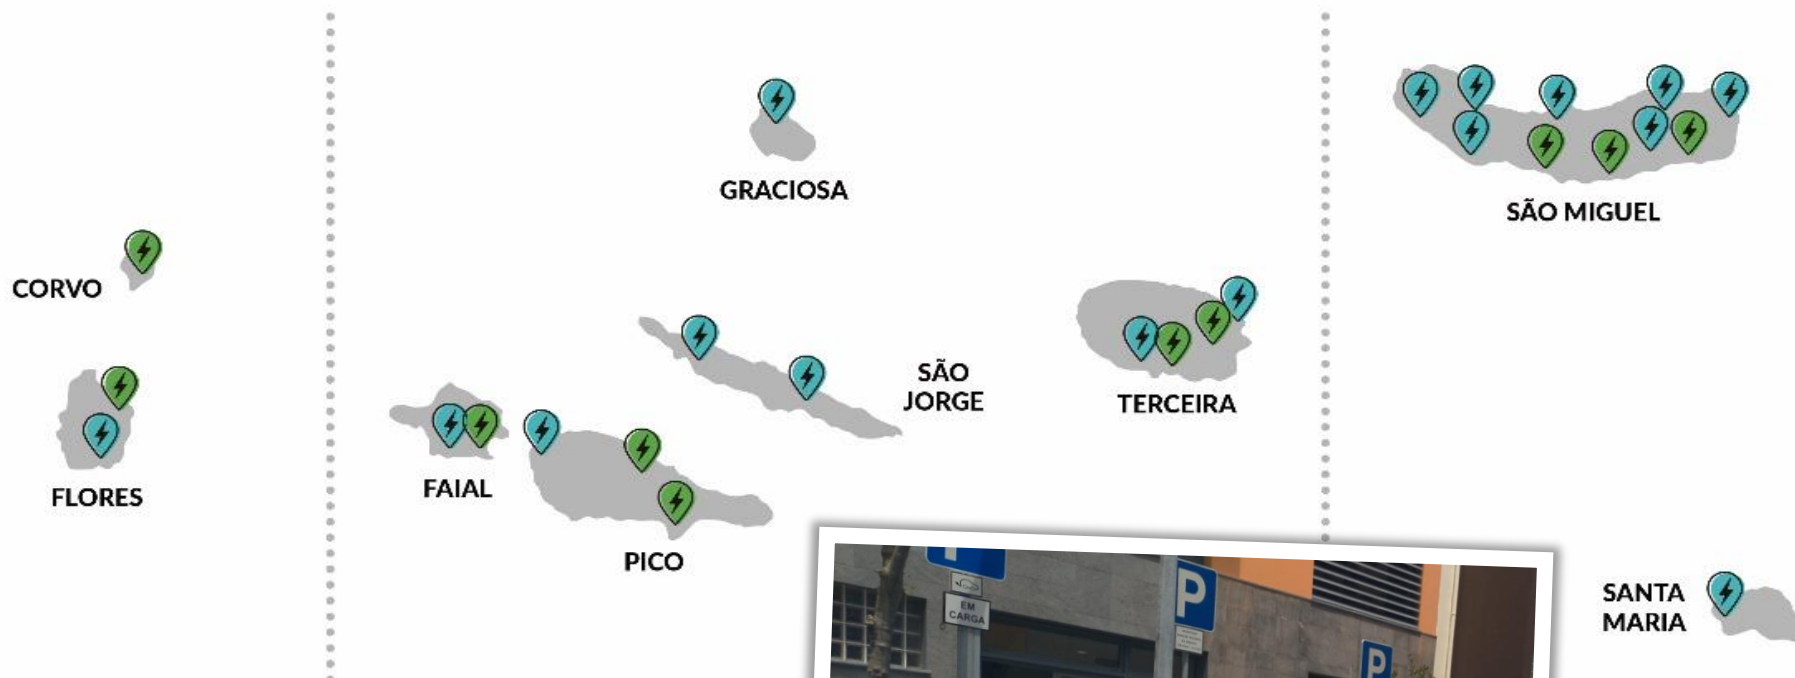 GRACIOSA
SÃO MIGUEL
CORVO
SÃO
JORGE
TERCEIRA
FLORES
FAIAL
PICO
SANTA
MARIA
P
EM
CARGA
P
P